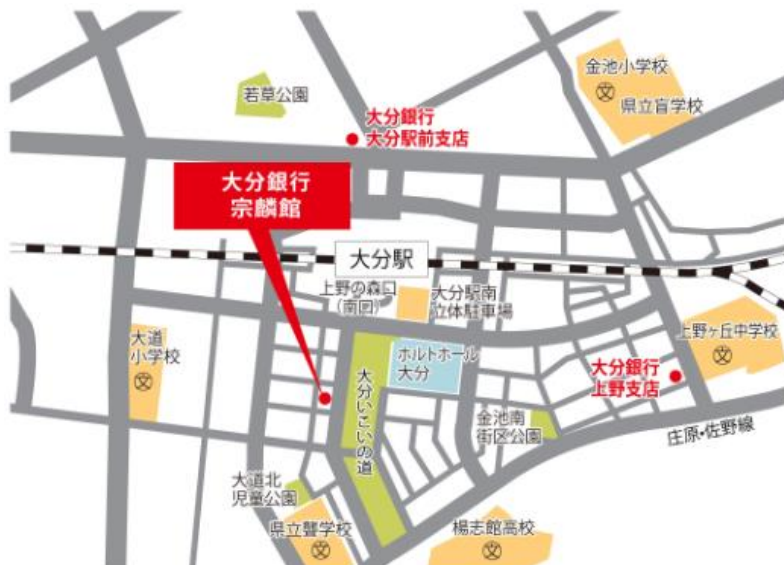 金池小学校
文
県立盲学校
若草公園
大分銀行
大分駅前支店
大分銀行
宗麟館
大分駅
上野の森口
（南口）
大分駅南
立体駐車場
大道
小学校
文
ホルトホール
大分
上野ヶ丘中学校
文
大分銀行
上野支店
大分いこいの道
金池南
街区公園
庄原・佐野線
大道北
児童公園
県立聾学校
文
楊志館高校
文